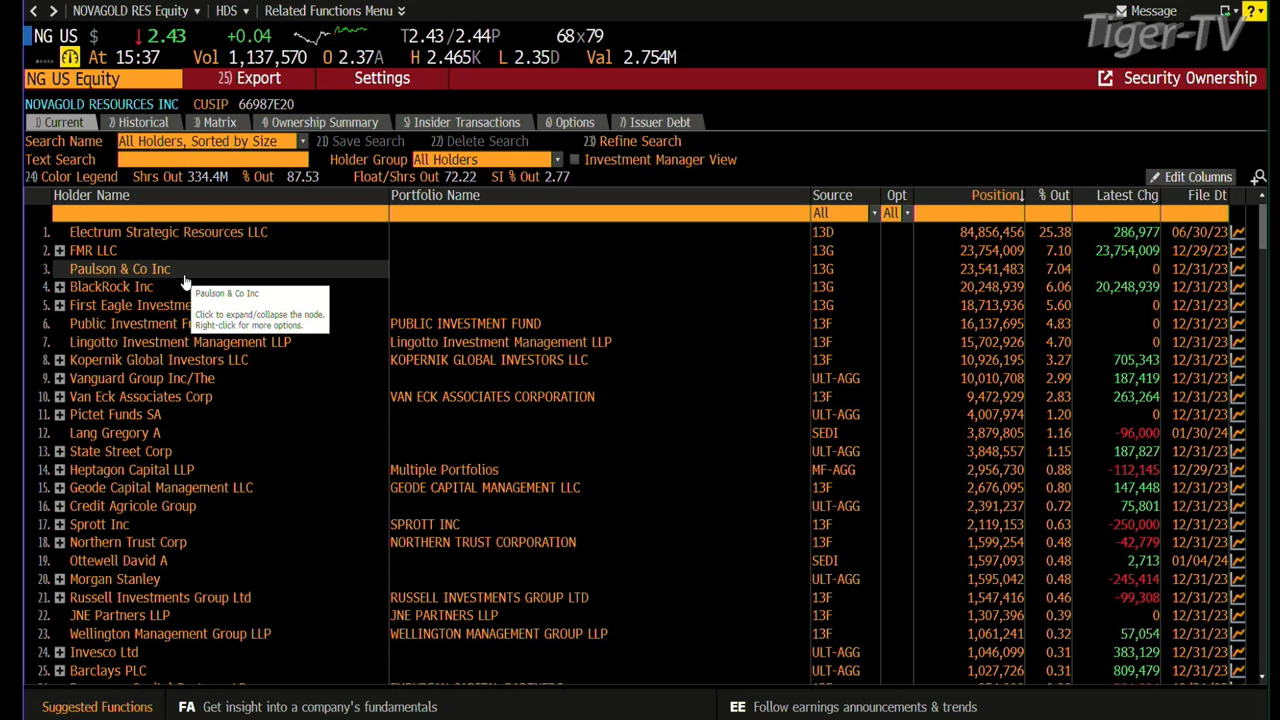 NOVAGOLD RES Equity HDS Related Functions Menu Message ?
NG US $ 2.43 +0.04 T2.43/2.44P 68x79
At 15:37 Vol 1,137,570 O 2.37A H 2.465K L 2.35D Val 2.754M
Tiger-TV
NG US Equity 25) Export Settings Security Ownership
NOVAGOLD RESOURCES INC CUSIP 66987E20
1) Current 2) Historical 3) Matrix 4) Ownership Summary 5) Insider Transactions 6) Options 7) Issuer Debt
Search Name All Holders, Sorted by Size 21) Save Search 22) Delete Search 23) Refine Search
Text Search Holder Group All Holders Investment Manager View
24) Color Legend Shrs Out 334.4M % Out 87.53 Float/Shrs Out 72.22 SI % Out 2.77 Edit Columns
Holder Name Portfolio Name Source Opt Position % Out Latest Chg File Dt
All All
1. Electrum Strategic Resources LLC 13D 84,856,456 25.38 286,977 06/30/23
2. FMR LLC 13G 23,754,009 7.10 23,754,009 12/29/23
3. Paulson & Co Inc 13G 23,541,483 7.04 0 12/31/23
4. BlackRock Inc 13G 20,248,939 6.06 20,248,939 12/31/23
5. First Eagle Investme 13G 18,713,936 5.60 0 12/31/23
6. Public Investment F PUBLIC INVESTMENT FUND 13F 16,137,695 4.83 0 12/31/23
7. Lingotto Investment Management LLP Lingotto Investment Management LLP 13F 15,702,926 4.70 0 12/31/23
8. Kopernik Global Investors LLC KOPERNIK GLOBAL INVESTORS LLC 13F 10,926,195 3.27 705,343 12/31/23
9. Vanguard Group Inc/The ULT-AGG 10,010,708 2.99 187,419 12/31/23
10. Van Eck Associates Corp VAN ECK ASSOCIATES CORPORATION 13F 9,472,929 2.83 263,264 12/31/23
11. Pictet Funds SA ULT-AGG 4,007,974 1.20 0 12/31/23
12. Lang Gregory A SEDI 3,879,805 1.16 -96,000 01/30/24
13. State Street Corp ULT-AGG 3,848,557 1.15 187,827 12/31/23
14. Heptagon Capital LLP Multiple Portfolios MF-AGG 2,956,730 0.88 -112,145 12/29/23
15. Geode Capital Management LLC GEODE CAPITAL MANAGEMENT LLC 13F 2,676,095 0.80 147,448 12/31/23
16. Credit Agricole Group ULT-AGG 2,391,237 0.72 75,801 12/31/23
17. Sprott Inc SPROTT INC 13F 2,119,153 0.63 -250,000 12/31/23
18. Northern Trust Corp NORTHERN TRUST CORPORATION 13F 1,599,254 0.48 -42,779 12/31/23
19. Ottewell David A SEDI 1,597,093 0.48 2,713 01/04/24
20. Morgan Stanley ULT-AGG 1,595,042 0.48 -245,414 12/31/23
21. Russell Investments Group Ltd RUSSELL INVESTMENTS GROUP LTD 13F 1,547,416 0.46 -99,308 12/31/23
22. JNE Partners LLP JNE PARTNERS LLP 13F 1,307,396 0.39 0 12/31/23
23. Wellington Management Group LLP WELLINGTON MANAGEMENT GROUP LLP 13F 1,061,241 0.32 57,054 12/31/23
24. Invesco Ltd ULT-AGG 1,046,099 0.31 383,129 12/31/23
25. Barclays PLC ULT-AGG 1,027,726 0.31 809,479 12/31/23
Paulson & Co Inc
Click to expand/collapse the node.
Right-click for more options.
Suggested Functions FA Get insight into a company's fundamentals EE Follow earnings announcements & trends